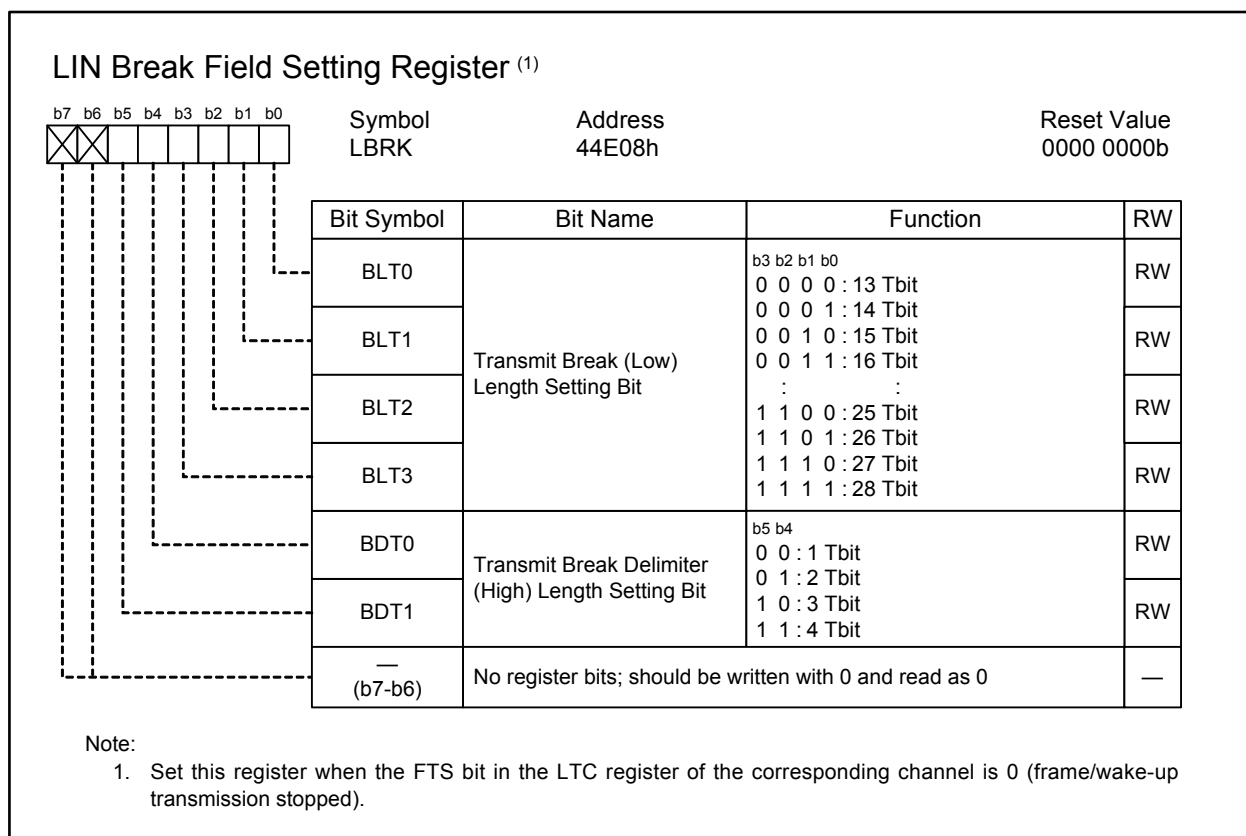 LIN Break Field Setting Register (1)
b7 b6 b5 b4 b3 b2 b1 b0
Symbol Address Reset Value
LBRK 44E08h 0000 0000b
Bit Symbol Bit Name Function RW
BLT0 RW
BLT1 RW
BLT2 RW
BLT3 RW
Transmit Break (Low)
Length Setting Bit
b3 b2 b1 b0
0 0 0 0 : 13 Tbit
0 0 0 1 : 14 Tbit
0 0 1 0 : 15 Tbit
0 0 1 1 : 16 Tbit
: :
1 1 0 0 : 25 Tbit
1 1 0 1 : 26 Tbit
1 1 1 0 : 27 Tbit
1 1 1 1 : 28 Tbit
BDT0 RW
BDT1 RW
Transmit Break Delimiter
(High) Length Setting Bit
b5 b4
0 0 : 1 Tbit
0 1 : 2 Tbit
1 0 : 3 Tbit
1 1 : 4 Tbit
—
(b7-b6) No register bits; should be written with 0 and read as 0 —
Note:
1. Set this register when the FTS bit in the LTC register of the corresponding channel is 0 (frame/wake-up
transmission stopped).